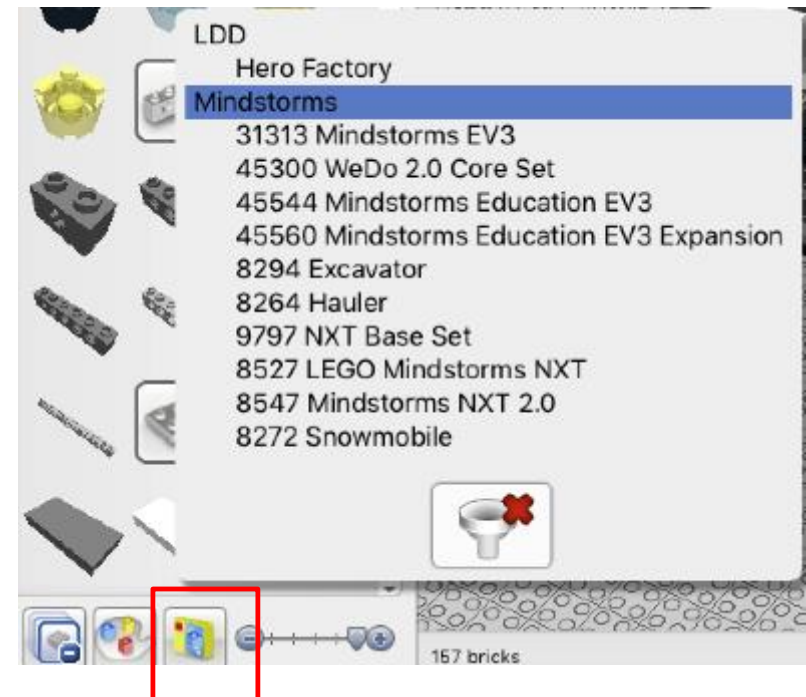 LDD
Hero Factory
Mindstorms
31313 Mindstorms EV3
45300 WeDo 2.0 Core Set
45544 Mindstorms Education EV3
45560 Mindstorms Education EV3 Expansion
8294 Excavator
8264 Hauler
9797 NXT Base Set
8527 LEGO Mindstorms NXT
8547 Mindstorms NXT 2.0
8272 Snowmobile
157 bricks